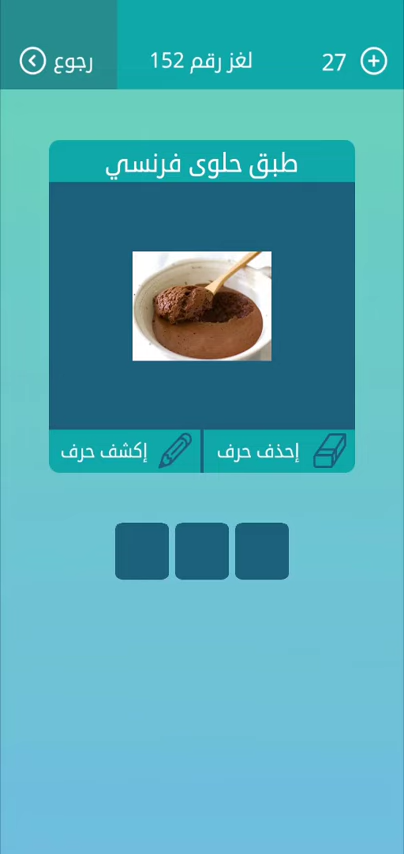 رجوع
لغز رقم 152
27
طبق حلوى فرنسي
إكشف حرف
إحذف حرف